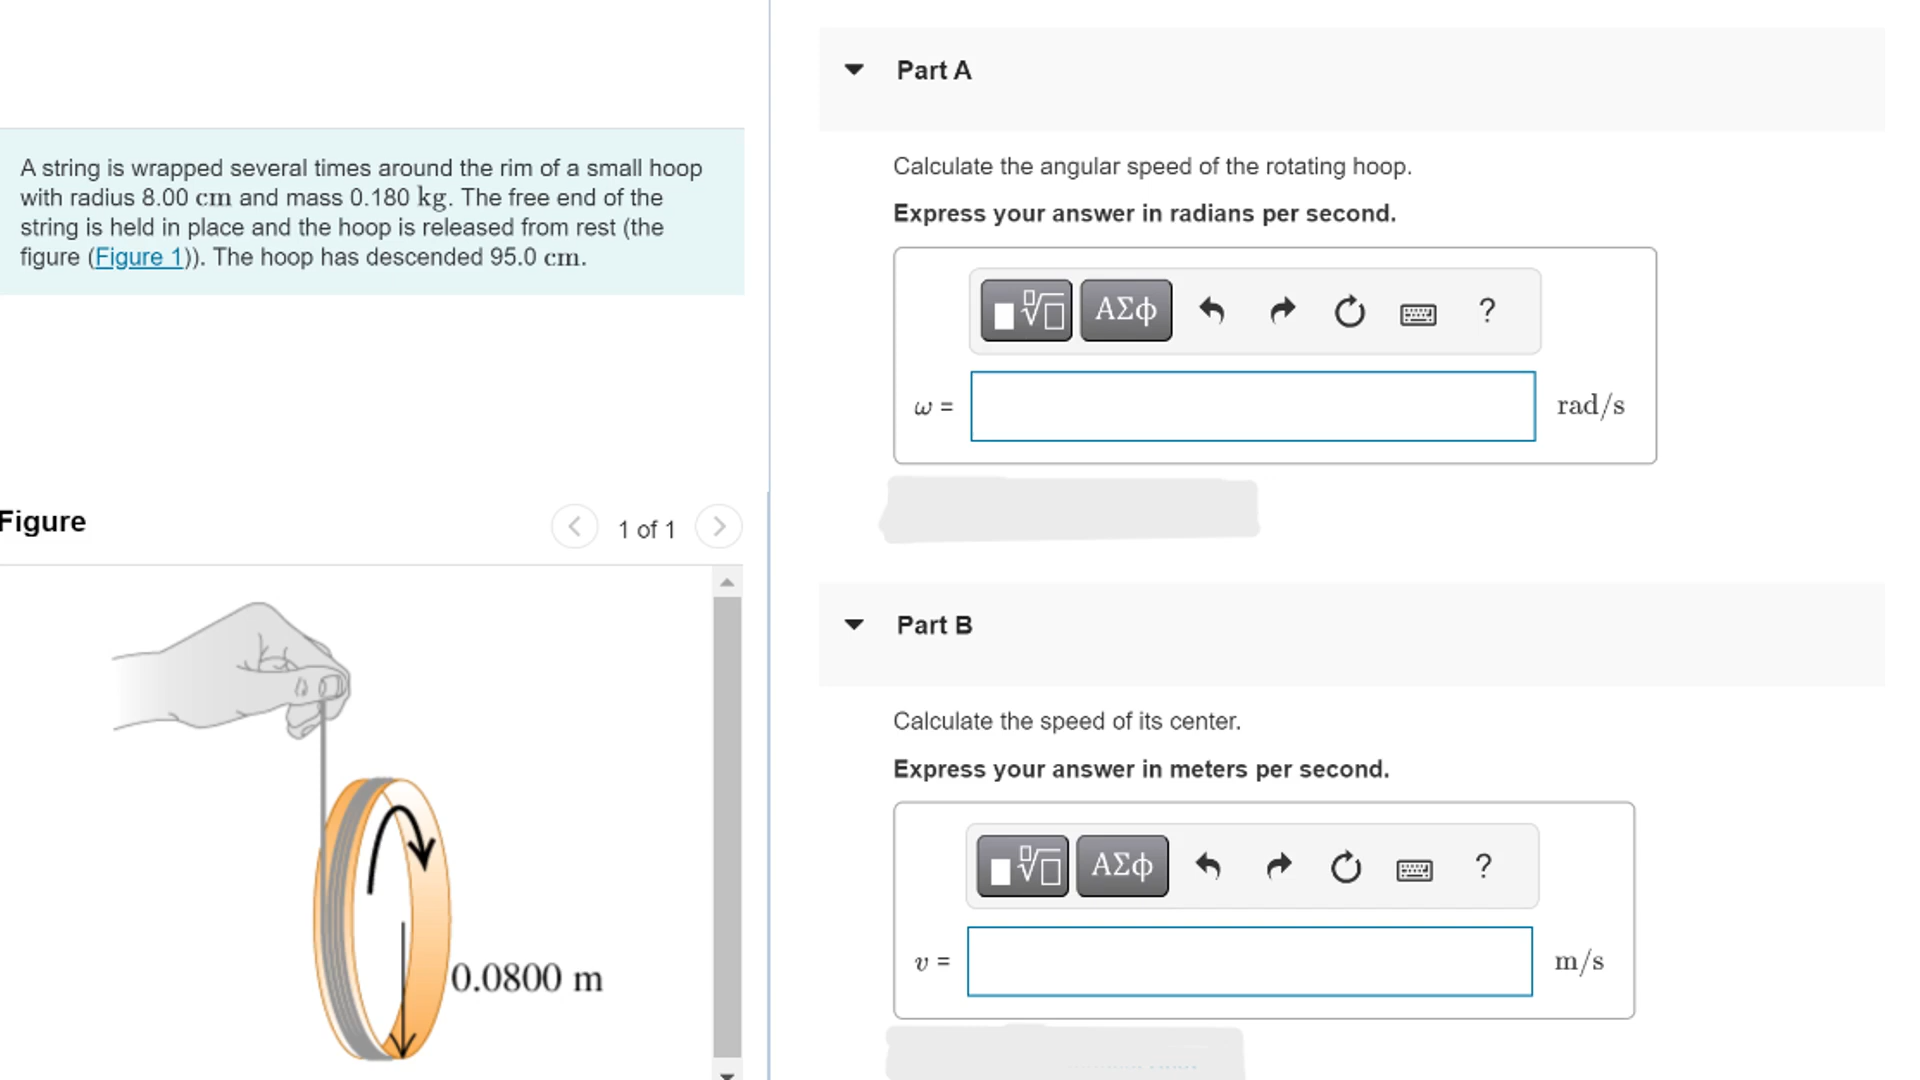 A string is wrapped several times around the rim of a small hoop
with radius 8.00 cm and mass 0.180 kg. The free end of the
string is held in place and the hoop is released from rest (the
figure (Figure 1)). The hoop has descended 95.0 cm.
Figure
1 of 1
0.0800 m
Part A
Calculate the angular speed of the rotating hoop.
Express your answer in radians per second.
√ ΑΣϕ ?
ω = rad/s
Part B
Calculate the speed of its center.
Express your answer in meters per second.
√ ΑΣϕ ?
v = m/s